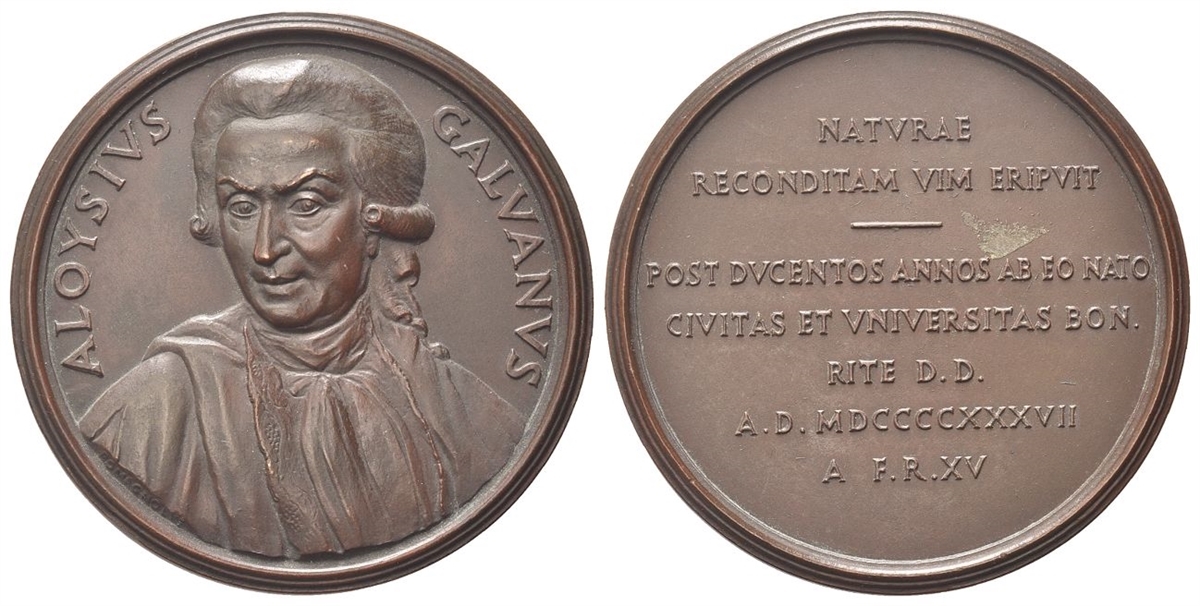 ALOYSIVS GALVANVS
NATVRAE
RECONDITAM VIM ERIPVIT
POST DVCENTOS ANNOS AB EO NATO
CIVITAS ET VNIVERSITAS BON.
RITE D. D.
A. D. MDCCCCXXXVII
A F. R. XV